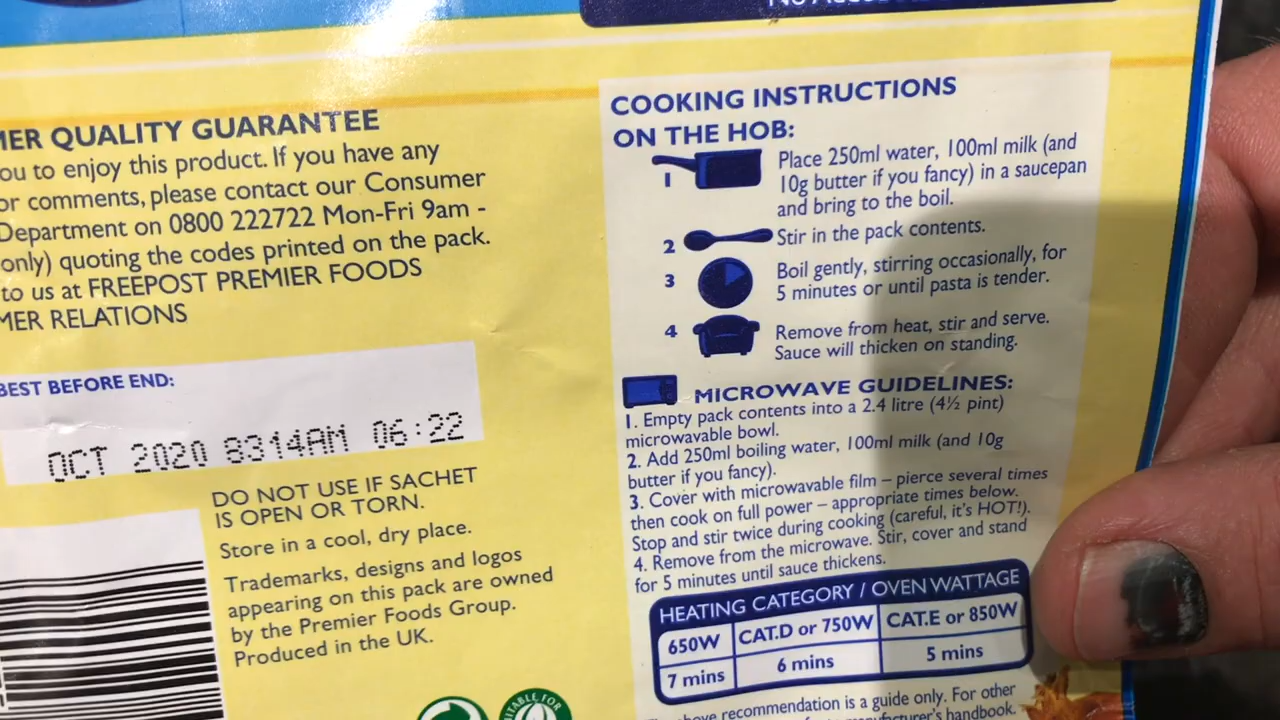 QUALITY GUARANTEE
to enjoy this product. If you have any
or comments, please contact our Consumer
Department on 0800 222722 Mon-Fri 9am -
only) quoting the codes printed on the pack.
to us at FREEPOST PREMIER FOODS
RELATIONS
BEST BEFORE END:
OCT 2020 8314AM 06:22
DO NOT USE IF SACHET
IS OPEN OR TORN.
Store in a cool, dry place.
Trademarks, designs and logos
appearing on this pack are owned
by the Premier Foods Group.
Produced in the UK.
COOKING INSTRUCTIONS
ON THE HOB:
1 Place 250ml water, 100ml milk (and
10g butter if you fancy) in a saucepan
and bring to the boil.
2 Stir in the pack contents.
3 Boil gently, stirring occasionally, for
5 minutes or until pasta is tender.
4 Remove from heat, stir and serve.
Sauce will thicken on standing.
MICROWAVE GUIDELINES:
1. Empty pack contents into a 2.4 litre (4½ pint)
microwavable bowl.
2. Add 250ml boiling water, 100ml milk (and 10g
butter if you fancy).
3. Cover with microwavable film – pierce several times
then cook on full power – appropriate times below.
Stop and stir twice during cooking (careful, it's HOT!).
4. Remove from the microwave. Stir, cover and stand
for 5 minutes until sauce thickens.
HEATING CATEGORY / OVEN WATTAGE
650W CAT.D or 750W CAT.E or 850W
7 mins 6 mins 5 mins
recommendation is a guide only. For other
handbook.